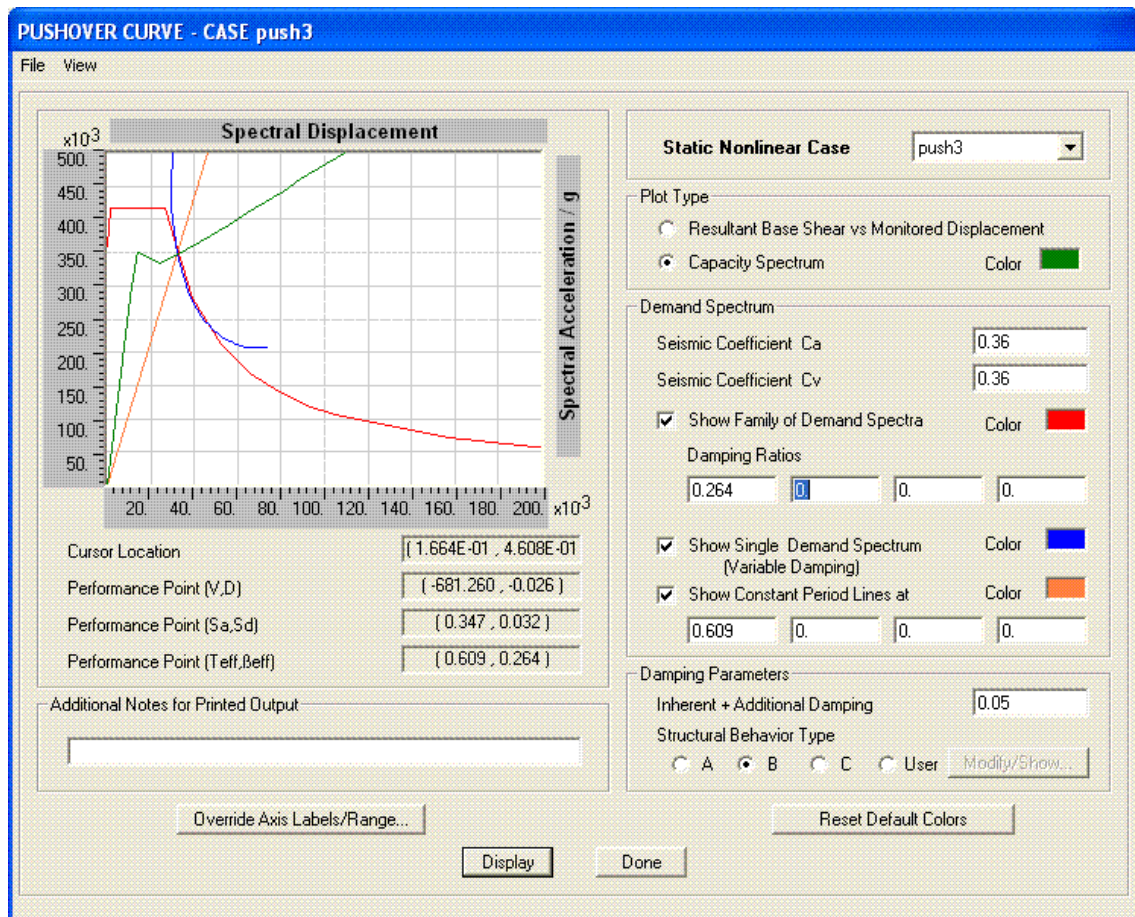 PUSHOVER CURVE - CASE push3
File View
x10-3
Spectral Displacement
500.
450.
400.
350.
300.
250.
200.
150.
100.
50.
Spectral Acceleration / g
20. 40. 60. 80. 100. 120. 140. 160. 180. 200. x10-3
Cursor Location ( 1.664E-01 , 4.608E-01
Performance Point (V,D) ( -681.260 , -0.026 )
Performance Point (Sa,Sd) ( 0.347 , 0.032 )
Performance Point (Teff,βeff) ( 0.609 , 0.264 )
Additional Notes for Printed Output
Override Axis Labels/Range...
Static Nonlinear Case push3
Plot Type
Resultant Base Shear vs Monitored Displacement
Capacity Spectrum Color
Demand Spectrum
Seismic Coefficient Ca 0.36
Seismic Coefficient Cv 0.36
Show Family of Demand Spectra Color
Damping Ratios
0.264 0. 0. 0.
Show Single Demand Spectrum Color
(Variable Damping)
Show Constant Period Lines at Color
0.609 0. 0. 0.
Damping Parameters
Inherent + Additional Damping 0.05
Structural Behavior Type
A B C User Modify/Show...
Reset Default Colors
Display Done